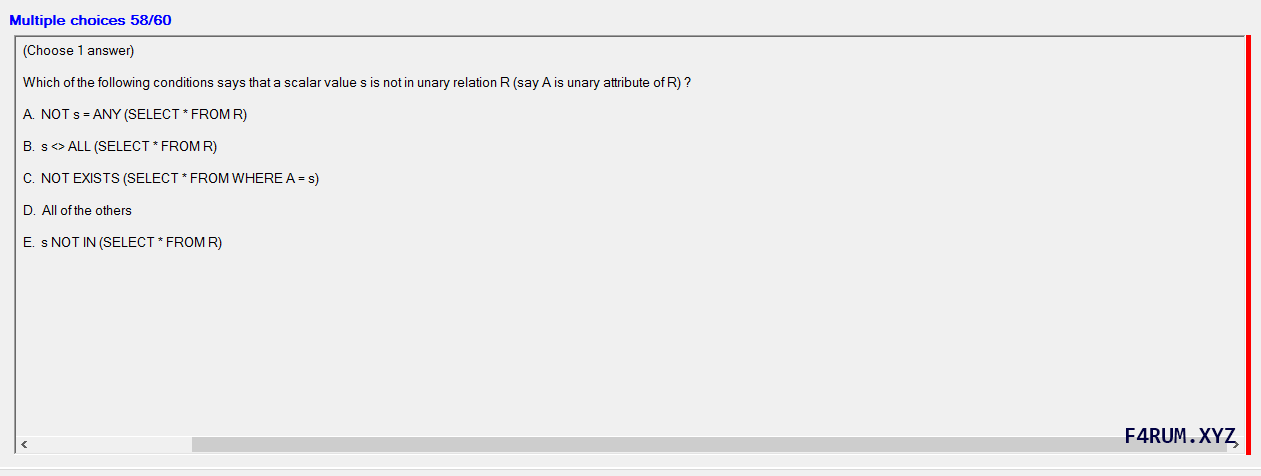 Multiple choices 58/60
(Choose 1 answer)
Which of the following conditions says that a scalar value s is not in unary relation R (say A is unary attribute of R) ?
A. NOT s = ANY (SELECT * FROM R)
B. s <> ALL (SELECT * FROM R)
C. NOT EXISTS (SELECT * FROM WHERE A = s)
D. All of the others
E. s NOT IN (SELECT * FROM R)
F4RUM.XYZ